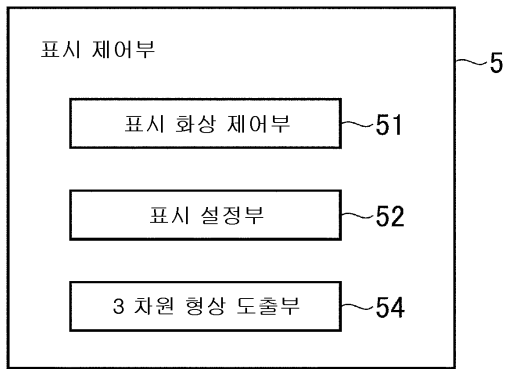 표시 제어부
5
표시 화상 제어부
51
표시 설정부
52
3 차원 형상 도출부
54